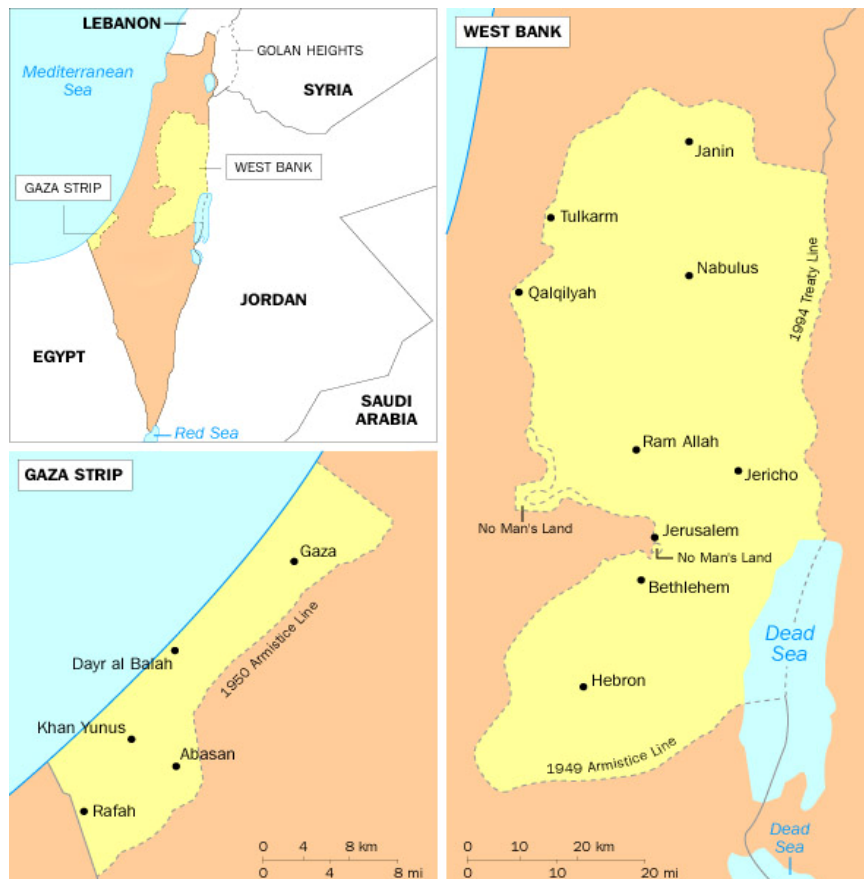 LEBANON
GOLAN HEIGHTS
Mediterranean
Sea
SYRIA
WEST BANK
GAZA STRIP
JORDAN
EGYPT
SAUDI
ARABIA
Red Sea
GAZA STRIP
Gaza
1950 Armistice Line
Dayr al Balah
Khan Yunus
Abasan
Rafah
0 4 8 km
0 4 8 mi
WEST BANK
Janin
Tulkarm
Nabulus
Qalqilyah
1994 Treaty Line
Ram Allah
Jericho
No Man's Land
Jerusalem
No Man's Land
Bethlehem
Dead
Sea
Hebron
1949 Armistice Line
0 10 20 km
0 10 20 mi
Dead
Sea